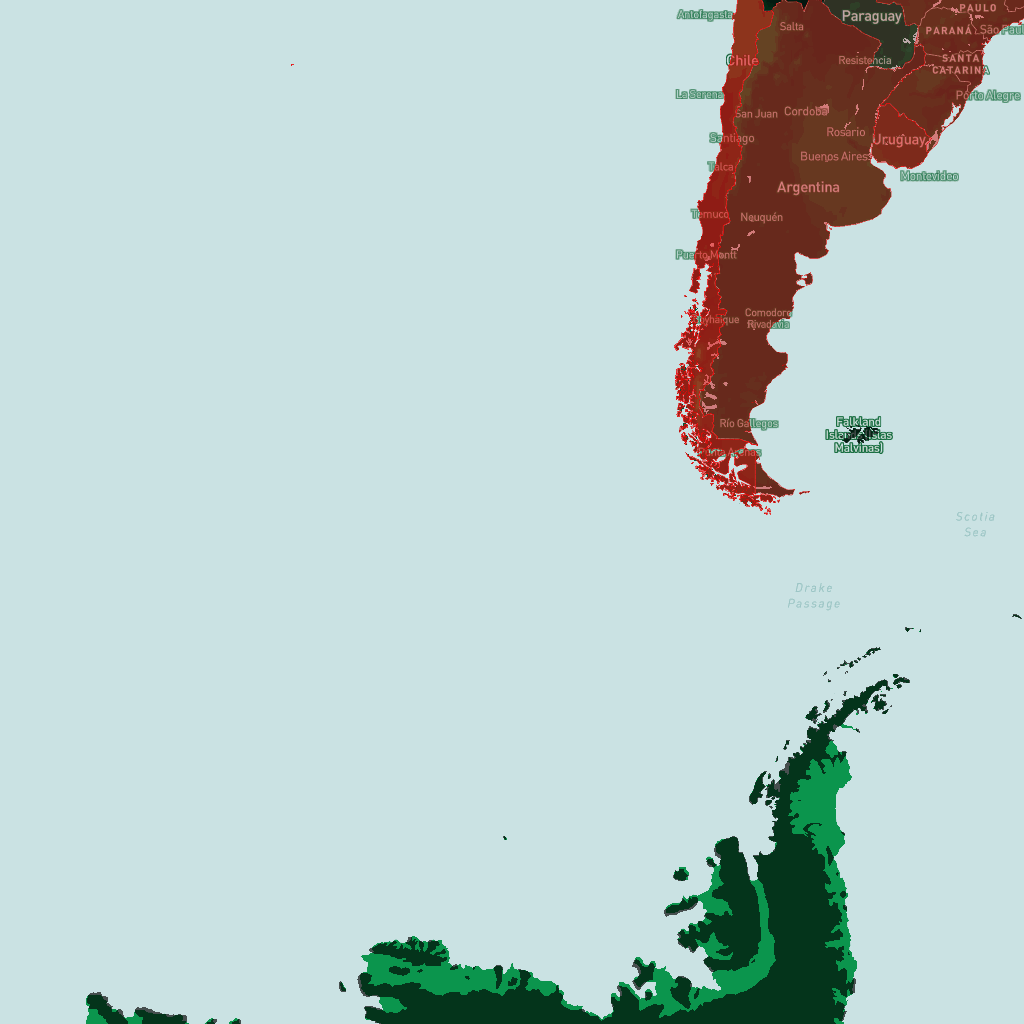 PAULO
Antofagasta
Paraguay
Salta
PARANÁ
São Paul
Chile
Resistencia
SANTA
CATARINA
La Serena
Porto Alegre
San Juan
Cordoba
Rosario
Santiago
Uruguay
Buenos Aires
Talca
Montevideo
Argentina
Temuco
Neuquén
Puerto Montt
Comodoro
Rivadavia
Coyhaique
Río Gallegos
Falkland
Islands (Islas
Malvinas)
Punta Arenas
Scotia
Sea
Drake
Passage